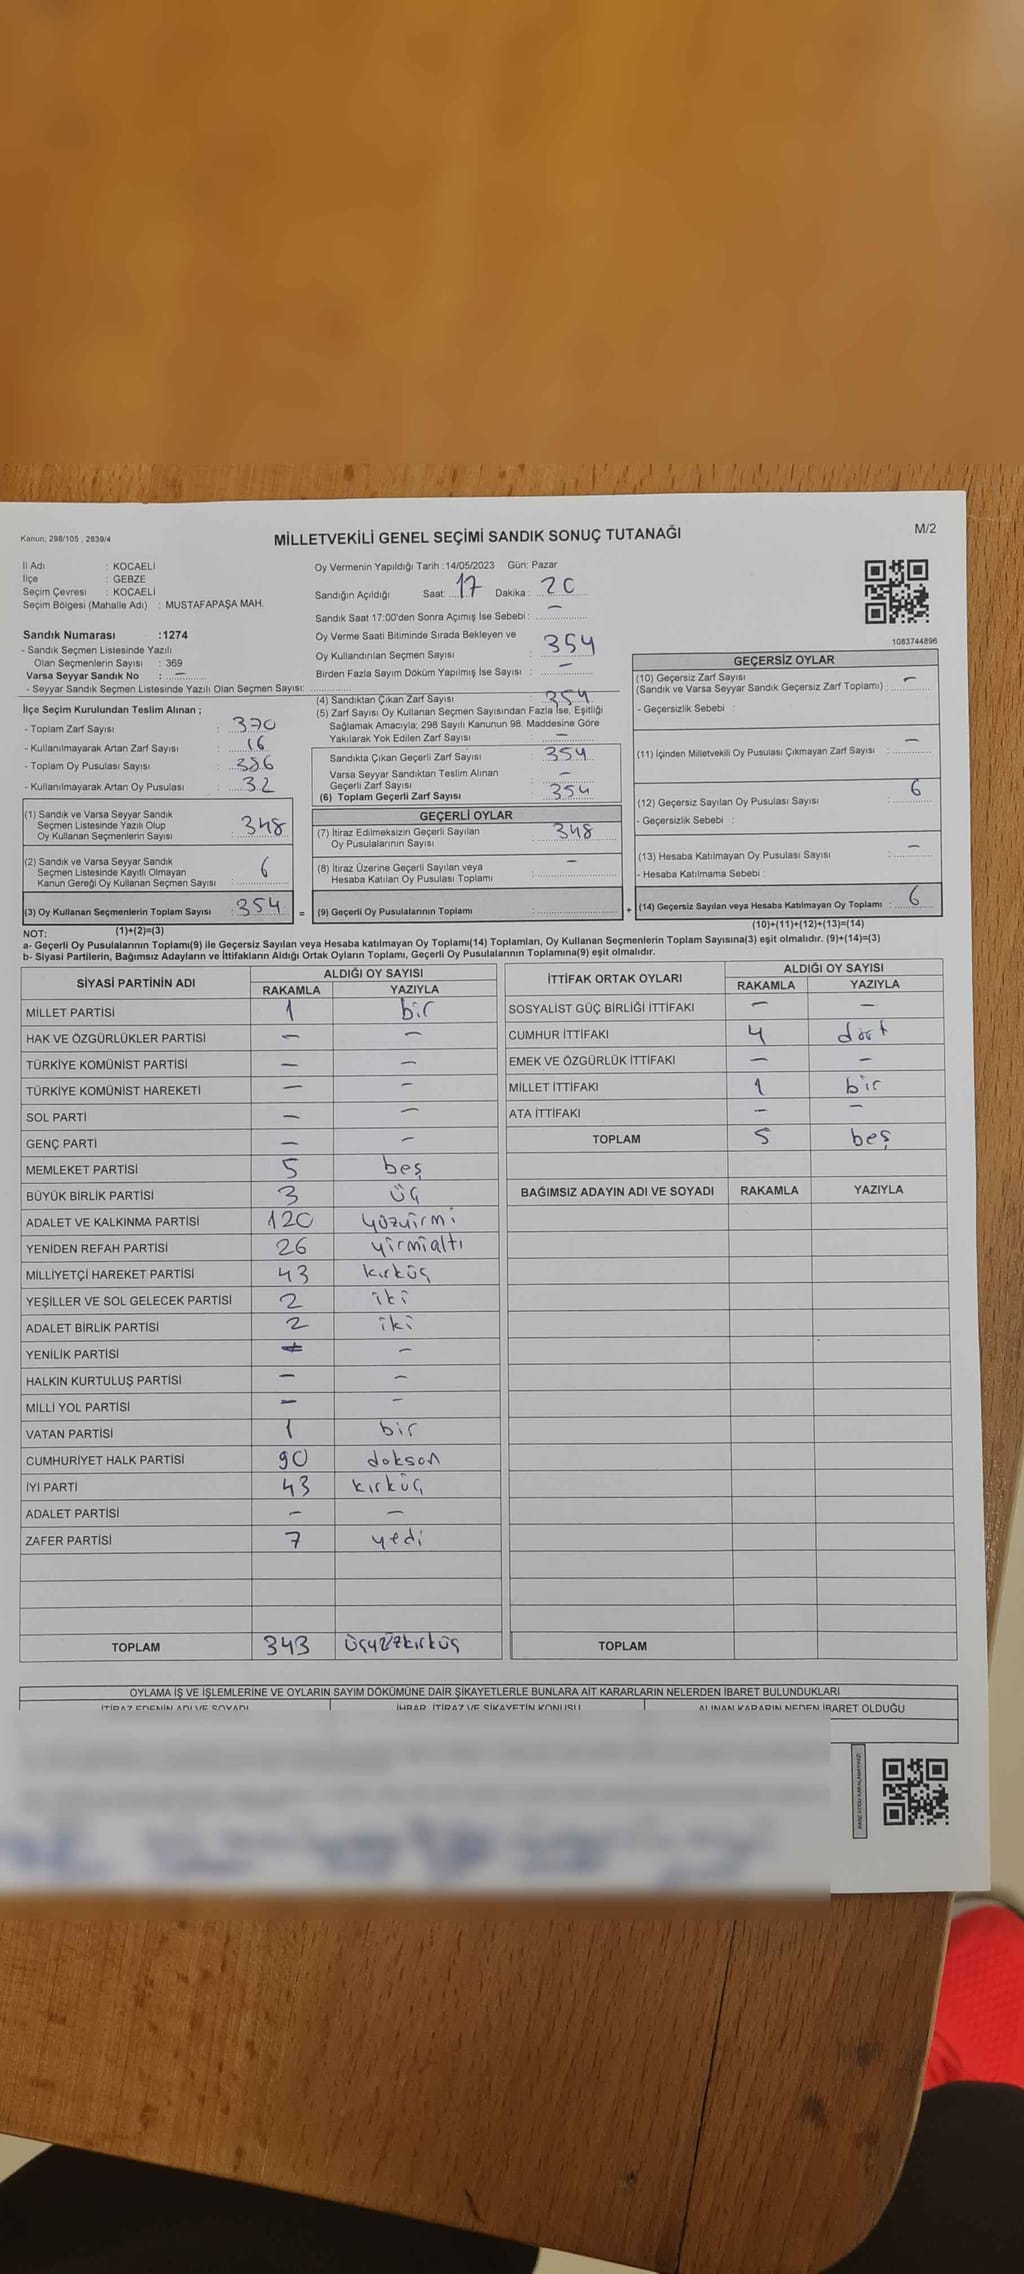 Kanun; 298/105 , 2839/4
MİLLETVEKİLİ GENEL SEÇİMİ SANDIK SONUÇ TUTANAĞI
M/2
İl Adı : KOCAELİ
İlçe : GEBZE
Seçim Çevresi : KOCAELİ
Seçim Bölgesi (Mahalle Adı) : MUSTAFAPAŞA MAH.
Sandık Numarası :1274
- Sandık Seçmen Listesinde Yazılı
Olan Seçmenlerin Sayısı : 369
Varsa Seyyar Sandık No : —
- Seyyar Sandık Seçmen Listesinde Yazılı Olan Seçmen Sayısı:
İlçe Seçim Kurulundan Teslim Alınan ;
- Toplam Zarf Sayısı : 370
- Kullanılmayarak Artan Zarf Sayısı : 16
- Toplam Oy Pusulası Sayısı : 386
- Kullanılmayarak Artan Oy Pusulası : 32
(1) Sandık ve Varsa Seyyar Sandık
Seçmen Listesinde Yazılı Olup
Oy Kullanan Seçmenlerin Sayısı 348
(2) Sandık ve Varsa Seyyar Sandık
Seçmen Listesinde Kayıtlı Olmayan
Kanun Gereği Oy Kullanan Seçmen Sayısı : 6
(3) Oy Kullanan Seçmenlerin Toplam Sayısı : 354 =
Oy Vermenin Yapıldığı Tarih :14/05/2023 Gün: Pazar
Sandığın Açıldığı Saat: 17 Dakika : 20
Sandık Saat 17:00'den Sonra Açımış İse Sebebi : —
Oy Verme Saati Bitiminde Sırada Bekleyen ve
Oy Kullandırılan Seçmen Sayısı : 354
Birden Fazla Sayım Döküm Yapılmış İse Sayısı : —
(4) Sandıktan Çıkan Zarf Sayısı : 354
(5) Zarf Sayısı Oy Kullanan Seçmen Sayısından Fazla İse, Eşitliği
Sağlamak Amacıyla; 298 Sayılı Kanunun 98. Maddesine Göre
Yakılarak Yok Edilen Zarf Sayısı : —
Sandıkta Çıkan Geçerli Zarf Sayısı : 354
Varsa Seyyar Sandıktan Teslim Alınan
Geçerli Zarf Sayısı : —
(6) Toplam Geçerli Zarf Sayısı : 354
GEÇERLİ OYLAR
(7) İtiraz Edilmeksizin Geçerli Sayılan
Oy Pusulalarının Sayısı : 348
(8) İtiraz Üzerine Geçerli Sayılan veya
Hesaba Katılan Oy Pusulası Toplamı : —
(9) Geçerli Oy Pusulalarının Toplamı : +
1083744896
GEÇERSİZ OYLAR
(10) Geçersiz Zarf Sayısı
(Sandık ve Varsa Seyyar Sandık Geçersiz Zarf Toplamı) : —
- Geçersizlik Sebebi :
(11) İçinden Milletvekili Oy Pusulası Çıkmayan Zarf Sayısı : —
(12) Geçersiz Sayılan Oy Pusulası Sayısı : 6
- Geçersizlik Sebebi :
(13) Hesaba Katılmayan Oy Pusulası Sayısı : —
- Hesaba Katılmama Sebebi :
(14) Geçersiz Sayılan veya Hesaba Katılmayan Oy Toplamı : 6
NOT: (1)+(2)=(3)
(10)+(11)+(12)+(13)=(14)
a- Geçerli Oy Pusulalarının Toplamı(9) ile Geçersiz Sayılan veya Hesaba katılmayan Oy Toplamı(14) Toplamları, Oy Kullanan Seçmenlerin Toplam Sayısına(3) eşit olmalıdır. (9)+(14)=(3)
b- Siyasi Partilerin, Bağımsız Adayların ve İttifakların Aldığı Ortak Oyların Toplamı, Geçerli Oy Pusulalarının Toplamına(9) eşit olmalıdır.
SİYASİ PARTİNİN ADI ALDIĞI OY SAYISI
RAKAMLA YAZIYLA
MİLLET PARTİSİ 1 bir
HAK VE ÖZGÜRLÜKLER PARTİSİ — —
TÜRKİYE KOMÜNİST PARTİSİ — —
TÜRKİYE KOMÜNİST HAREKETİ — —
SOL PARTİ — —
GENÇ PARTİ — —
MEMLEKET PARTİSİ 5 beş
BÜYÜK BİRLİK PARTİSİ 3 üç
ADALET VE KALKINMA PARTİSİ 120 yüzyirmi
YENİDEN REFAH PARTİSİ 26 yirmialtı
MİLLİYETÇİ HAREKET PARTİSİ 43 kırküç
YEŞİLLER VE SOL GELECEK PARTİSİ 2 iki
ADALET BİRLİK PARTİSİ 2 iki
YENİLİK PARTİSİ — —
HALKIN KURTULUŞ PARTİSİ — —
MİLLİ YOL PARTİSİ — —
VATAN PARTİSİ 1 bir
CUMHURİYET HALK PARTİSİ 90 doksan
İYİ PARTİ 43 kırküç
ADALET PARTİSİ — —
ZAFER PARTİSİ 7 yedi
TOPLAM 343 üçyüzkırküç
İTTİFAK ORTAK OYLARI ALDIĞI OY SAYISI
RAKAMLA YAZIYLA
SOSYALİST GÜÇ BİRLİĞİ İTTİFAKI — —
CUMHUR İTTİFAKI 4 dört
EMEK VE ÖZGÜRLÜK İTTİFAKI — —
MİLLET İTTİFAKI 1 bir
ATA İTTİFAKI — —
TOPLAM 5 beş
BAĞIMSIZ ADAYIN ADI VE SOYADI RAKAMLA YAZIYLA
TOPLAM
OYLAMA İŞ VE İŞLEMLERİNE VE OYLARIN SAYIM DÖKÜMÜNE DAİR ŞİKAYETLERLE BUNLARA AİT KARARLARIN NELERDEN İBARET BULUNDUKLARI
İTİRAZ EDENİN ADI VE SOYADI İHBAR, İTİRAZ VE ŞİKAYETİN KONUSU ALINAN KARARIN NEDEN İBARET OLDUĞU